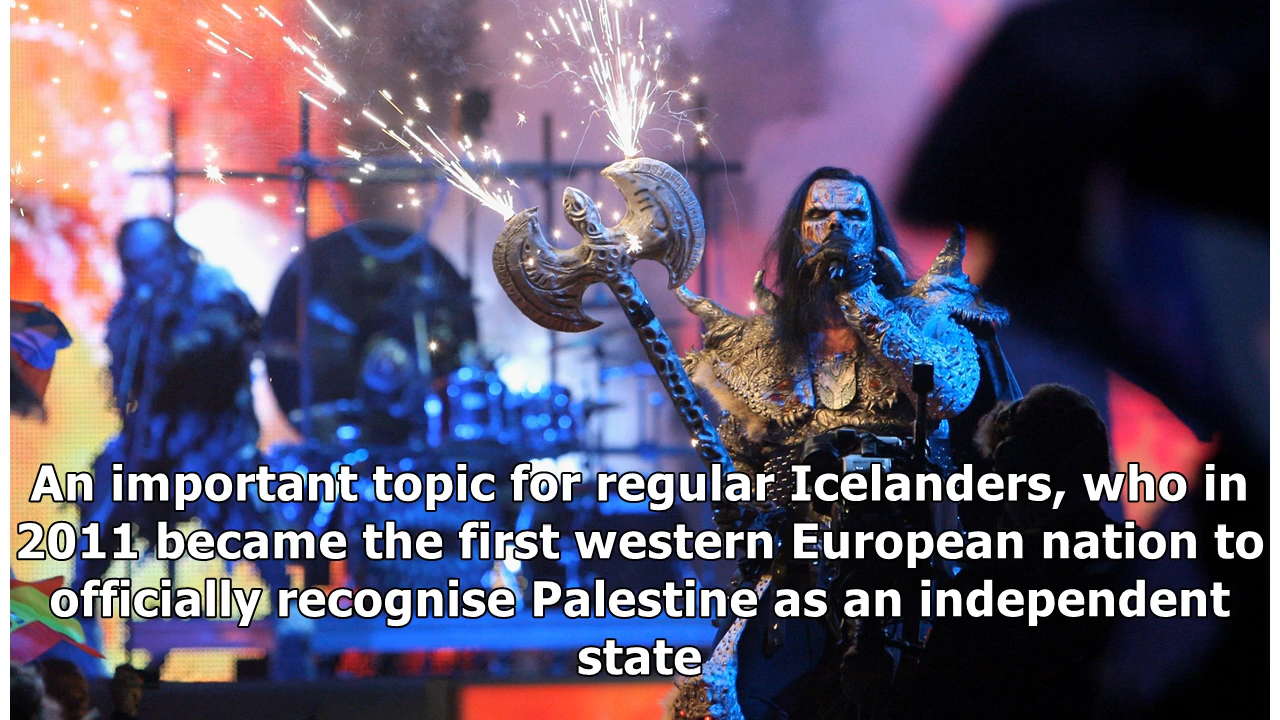 An important topic for regular Icelanders, who in
2011 became the first western European nation to
officially recognise Palestine as an independent
state